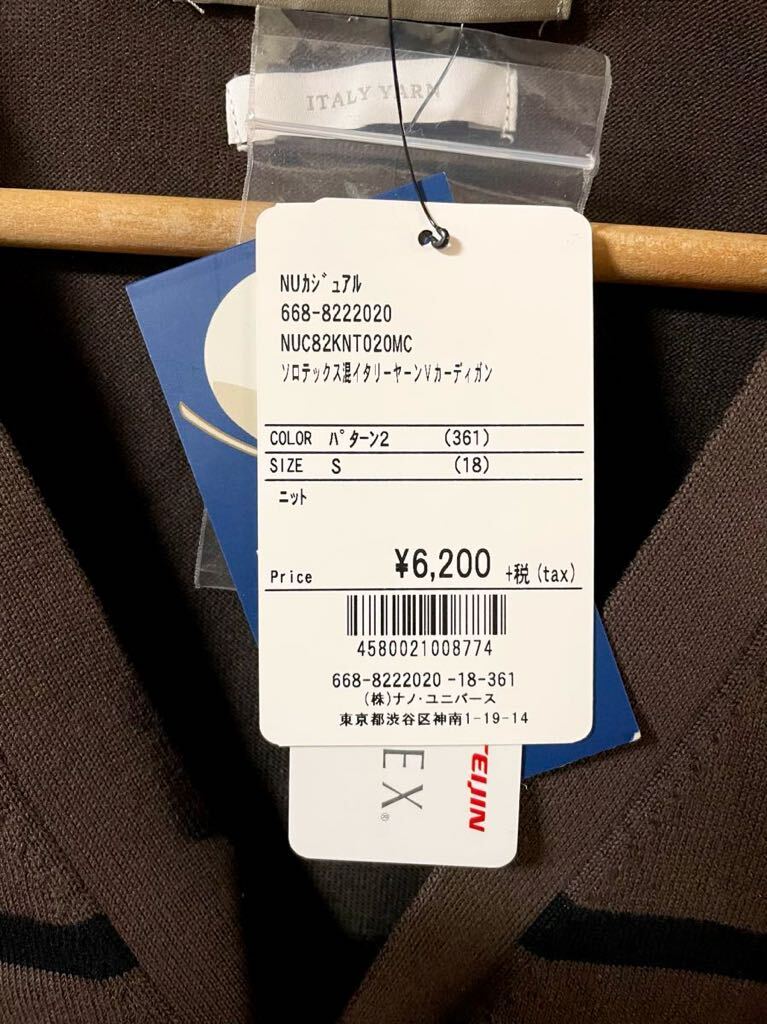 ITALY YARN
NUカジュアル
668-8222020
NUC82KNT020MC
ソロテックス混イタリーヤーンVカーディガン
COLOR パターン2 (361)
SIZE S (18)
ニット
Price ¥6,200 +税(tax)
4580021008774
668-8222020 -18-361
(株)ナノ・ユニバース
東京都渋谷区神南1-19-14
EX®
TEIJIN